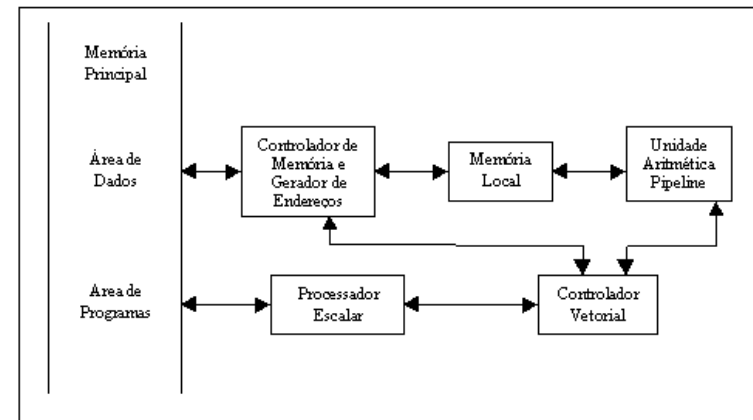 Memória
Principal
Área de
Dados
Controlador de
Memória e
Gerador de
Endereços
Memória
Local
Unidade
Aritmética
Pipeline
Área de
Programas
Processador
Escalar
Controlador
Vetorial